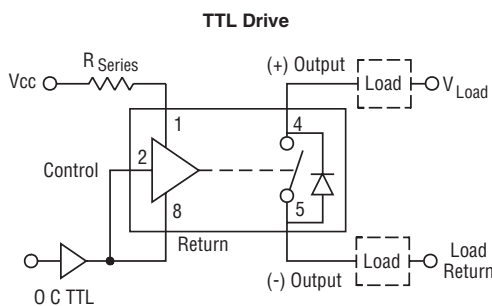 TTL Drive
R Series
Vcc
(+) Output
Load
V Load
1
4
Control
2
8
5
Return
O C TTL
(-) Output
Load
Load
Return